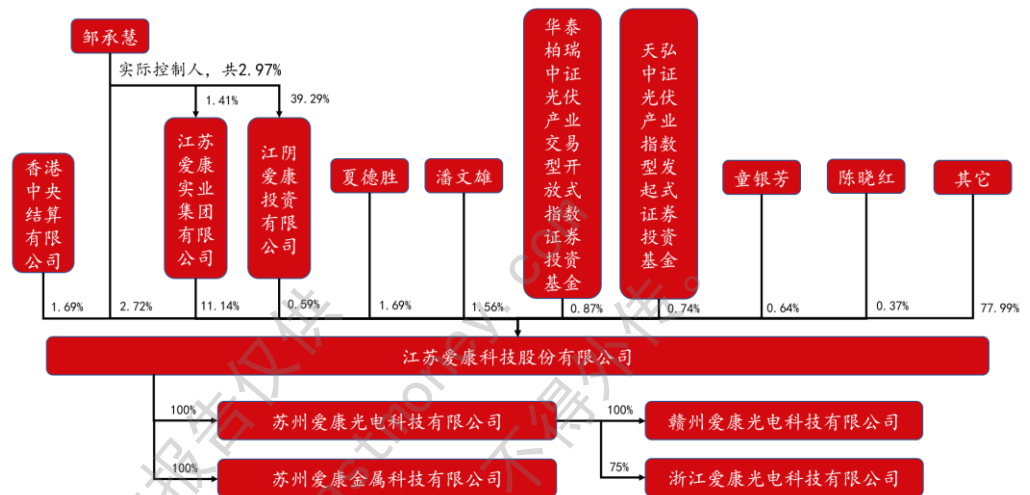 邹承慧
实际控制人，共2.97%
1.41%
39.29%
香港
中央
结算
有限
公司
江苏
爱康
实业
集团
有限
公司
江阴
爱康
投资
有限
公司
夏德胜
潘文雄
华泰
柏瑞
中证
光伏
产业
交易
型开
放式
指数
证券
投资
基金
天弘
中证
光伏
产业
指数
型发
起式
证券
投资
基金
童银芳
陈晓红
其它
1.69%
2.72%
11.14%
0.59%
1.69%
1.56%
0.87%
0.74%
0.64%
0.37%
77.99%
江苏爱康科技股份有限公司
100%
苏州爱康光电科技有限公司
100%
赣州爱康光电科技有限公司
100%
苏州爱康金属科技有限公司
75%
浙江爱康光电科技有限公司
报告仅供
astmoney.com
不得外传。